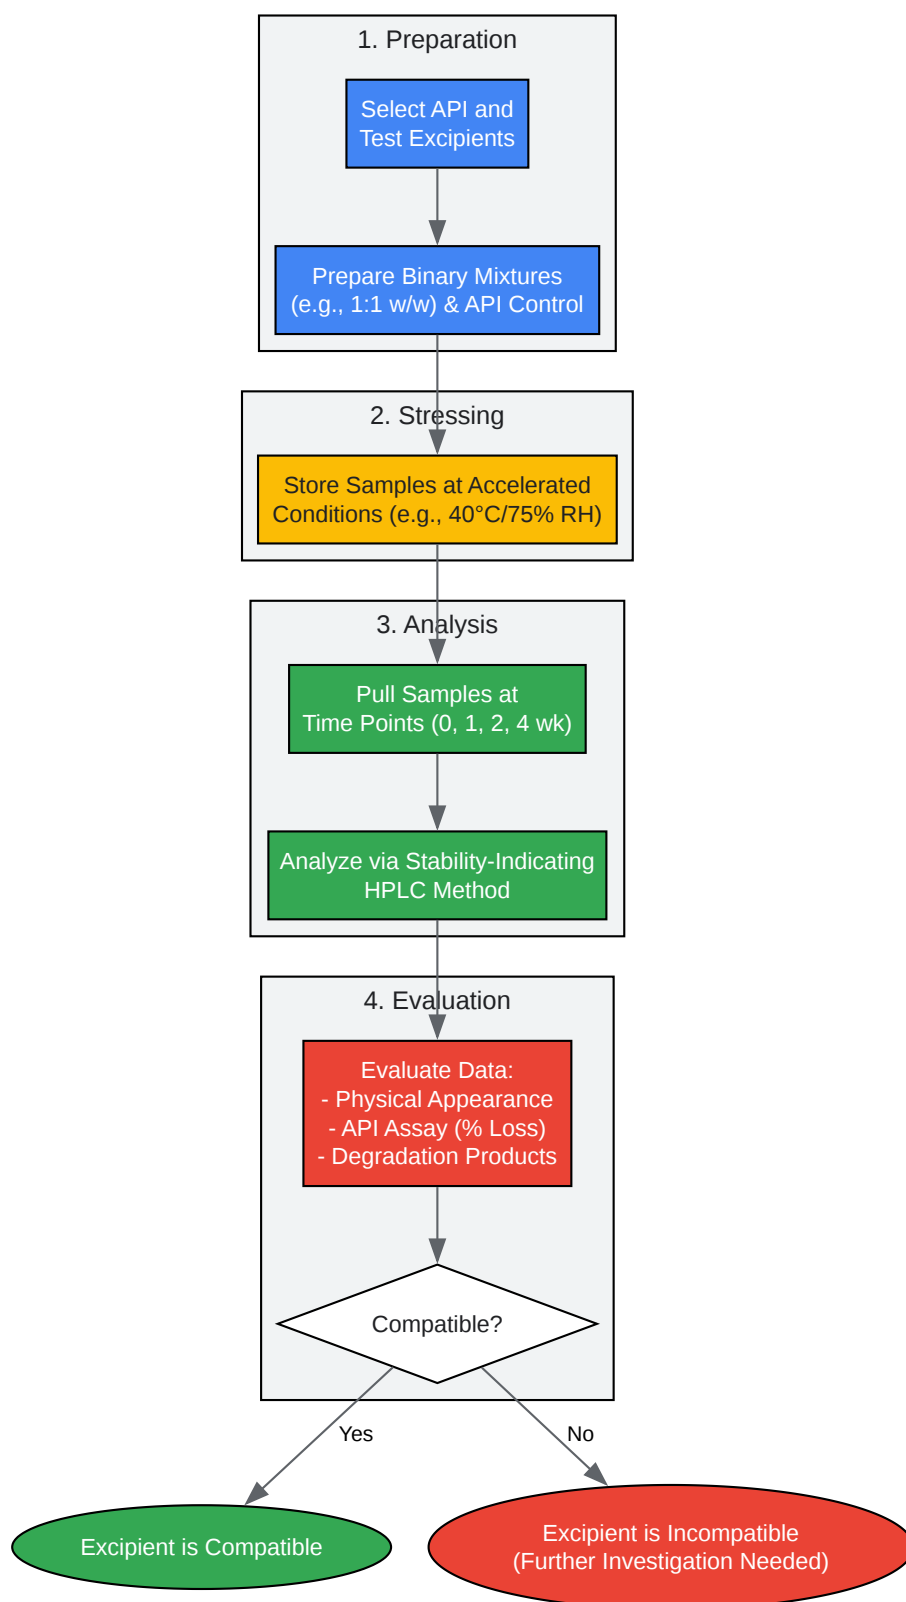 1. Preparation
Select API and
Test Excipients
Prepare Binary Mixtures
(e.g., 1:1 w/w) & API Control
2. Stressing
Store Samples at Accelerated
Conditions (e.g., 40°C/75% RH)
3. Analysis
Pull Samples at
Time Points (0, 1, 2, 4 wk)
Analyze via Stability-Indicating
HPLC Method
4. Evaluation
Evaluate Data:
- Physical Appearance
- API Assay (% Loss)
- Degradation Products
Compatible?
Yes
No
Excipient is Compatible
Excipient is Incompatible
(Further Investigation Needed)